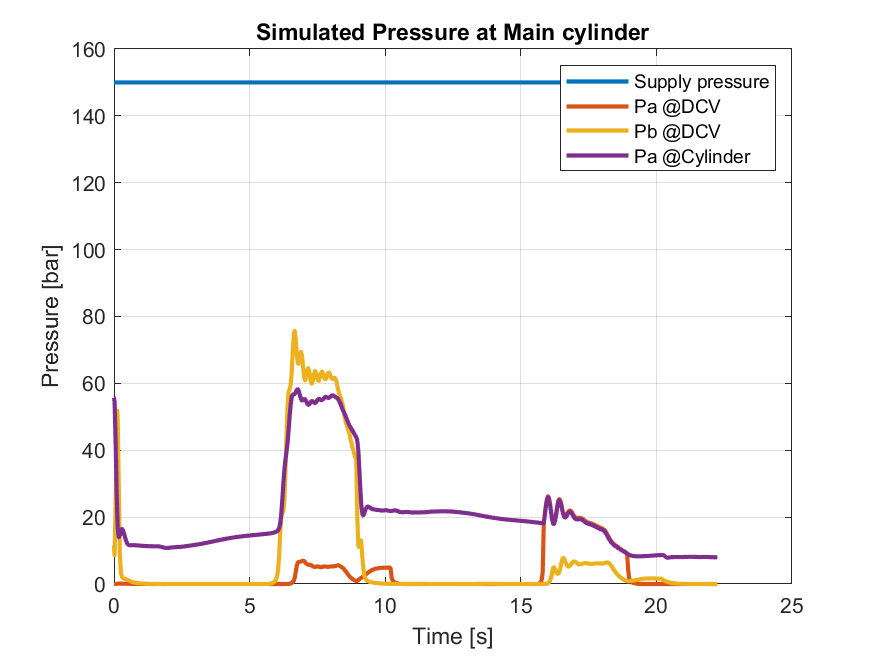 Simulated Pressure at Main cylinder
160
140
120
100
80
60
40
20
0
Pressure [bar]
Supply pressure
Pa @DCV
Pb @DCV
Pa @Cylinder
0 5 10 15 20 25
Time [s]